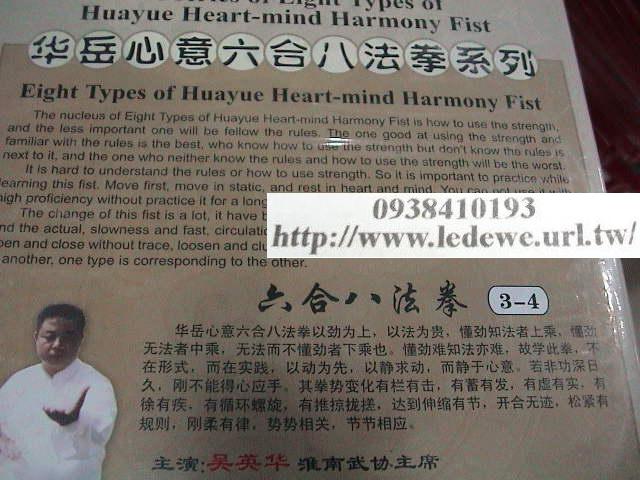 of Eight Types of
Huayue Heart-mind Harmony Fist
华岳心意六合八法拳系列
Eight Types of Huayue Heart-mind Harmony Fist
The nucleus of Eight Types of Huayue Heart-mind Harmony Fist is how to use the strength,
and the less important one will be fellow the rules. The one good at using the strength and
familiar with the rules is the best, who know how to use the strength but don't know the rules is
next to it, and the one who neither know the rules and how to use the strength will be the worst.
It is hard to understand the rules or how to use strength. So it is important to practice while
learning this fist. Move first, move in static, and rest in heart and mind. You can not use it with
high proficiency without practice it for a long
The change of this fist is a lot, it have b
and the actual, slowness and fast, circulati
open and close without trace, loosen and clu
another, one type is corresponding to the other.
0938410193
http://www.ledewe.url.tw/
六合八法拳 3-4
华岳心意六合八法拳以劲为上，以法为贵，懂劲知法者上乘，懂劲
无法者中乘，无法而不懂劲者下乘也。懂劲难知法亦难，故学此拳，不
在形式，而在实践，以动为先，以静求动，而静于心意。若非功深日
久，刚不能得心应手。其拳势变化有栏有击，有蓄有发，有虚有实，有
徐有疾，有循环螺旋，有推掠拢搓，达到伸缩有节，开合无迹，松紧有
规则，刚柔有律，势势相关，节节相应。
主演:吴英华 淮南武协主席